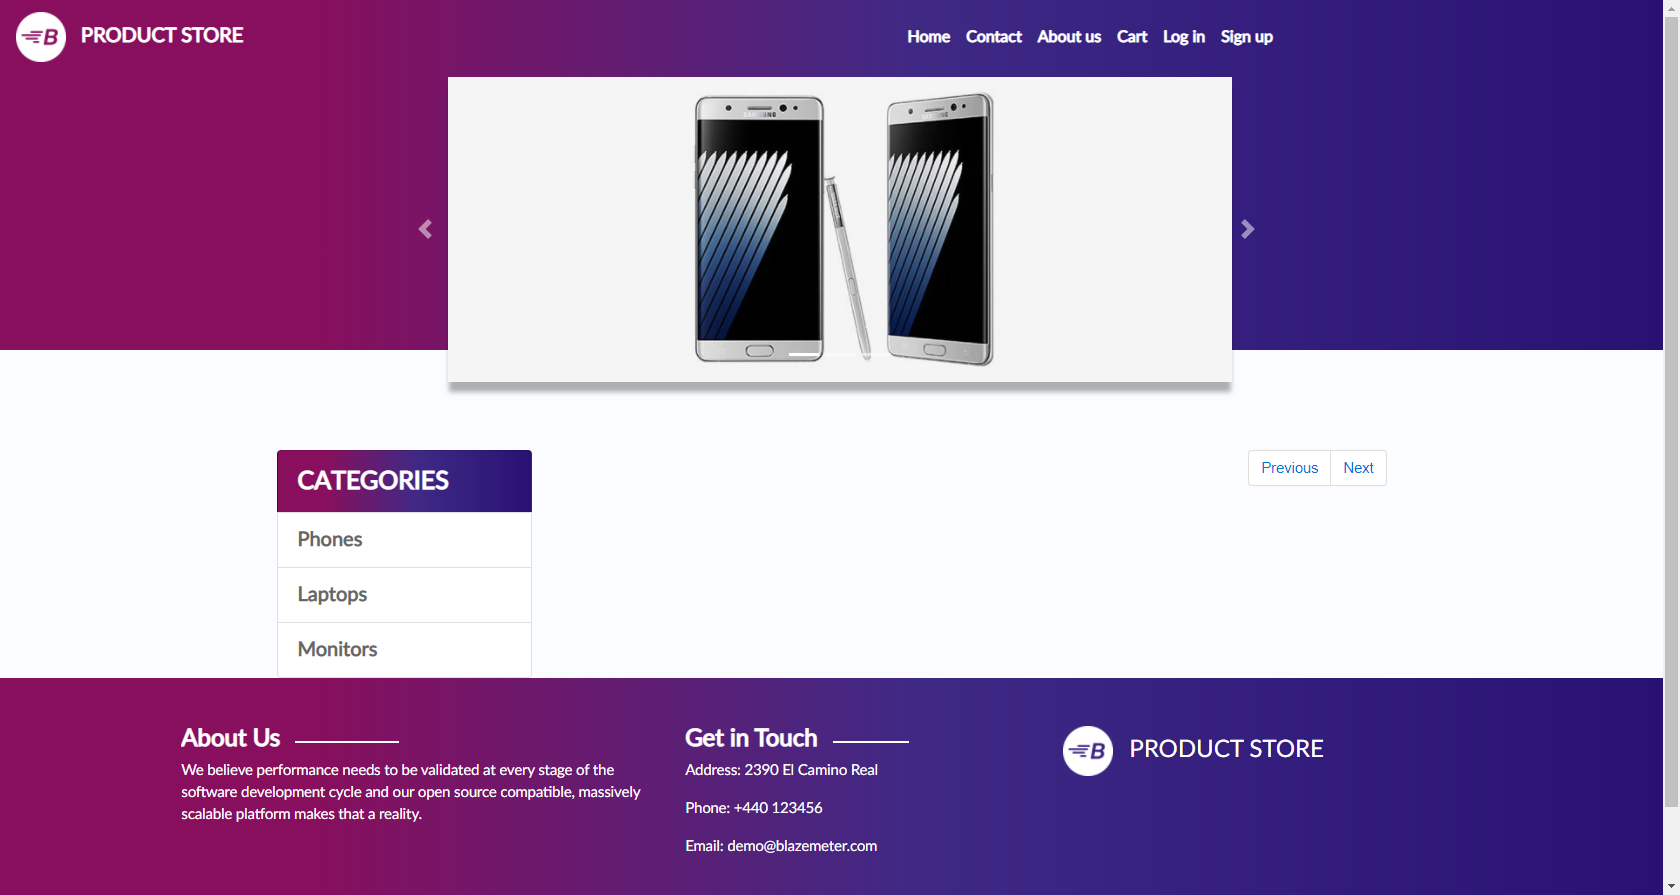 B PRODUCT STORE
Home Contact About us Cart Log in Sign up
SAMSUNG
SAMSUNG
CATEGORIES
Phones
Laptops
Monitors
Previous Next
About Us
We believe performance needs to be validated at every stage of the
software development cycle and our open source compatible, massively
scalable platform makes that a reality.
Get in Touch
Address: 2390 El Camino Real
Phone: +440 123456
Email: demo@blazemeter.com
B PRODUCT STORE